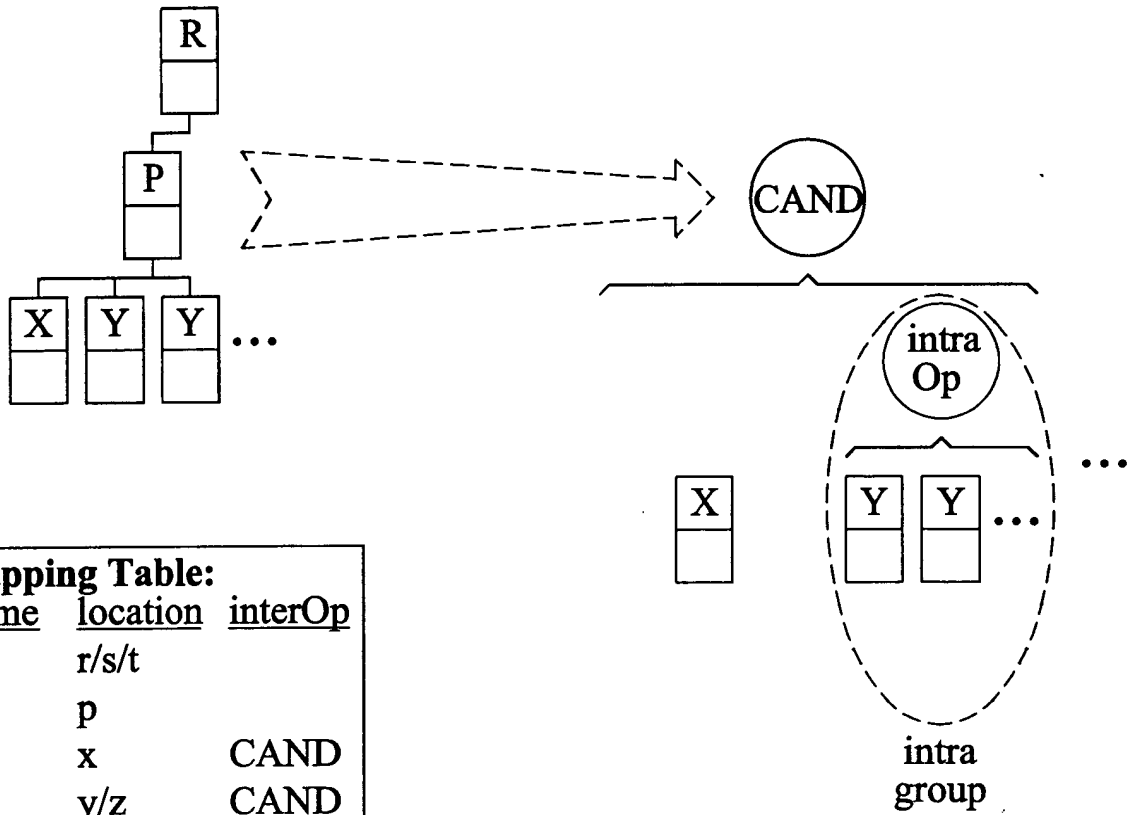 R
P
X Y Y ...
CAND
intra
Op
X Y Y ... ...
intra
group
pping Table:
me location interOp
r/s/t
p
x CAND
y/z CAND